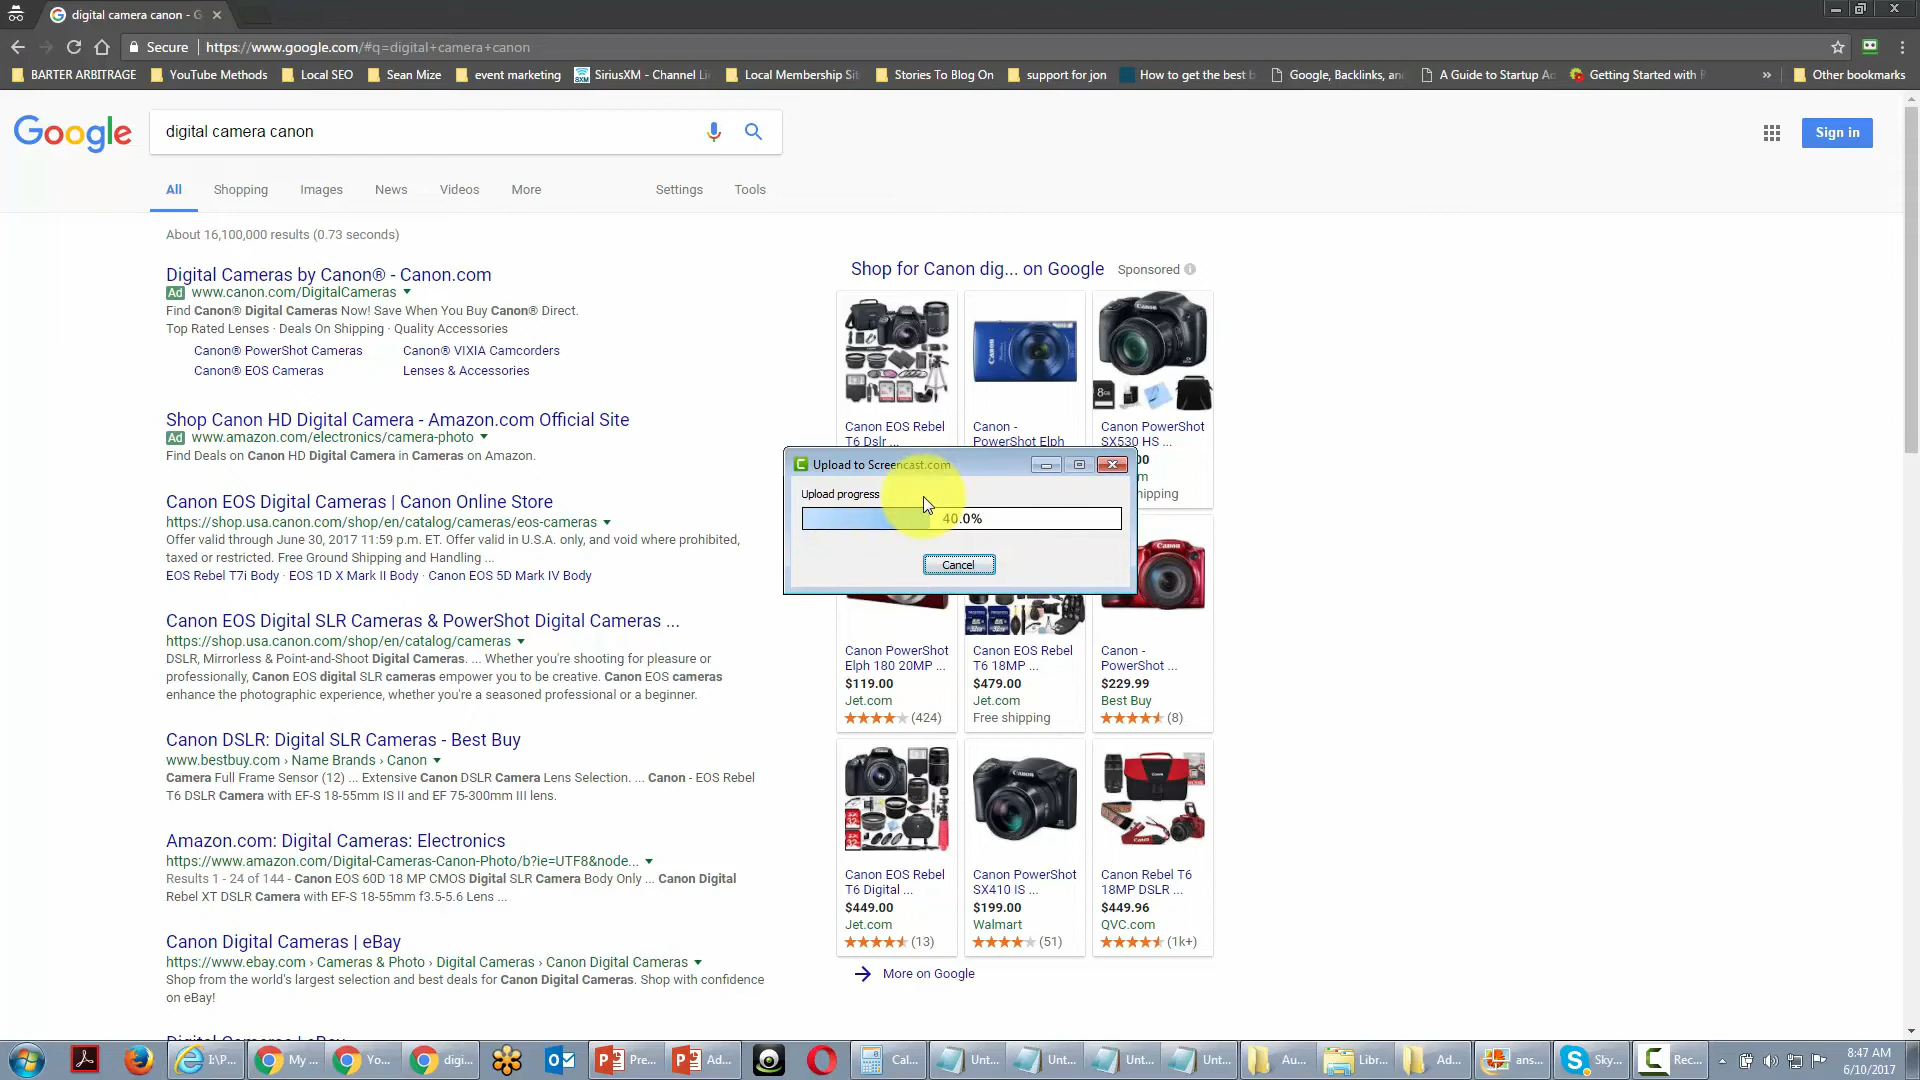 digital camera canon - G
Secure
https://www.google.com/#q=digital+camera+canon
BARTER ARBITRAGE
YouTube Methods
Local SEO
Sean Mize
event marketing
SiriusXM - Channel Li
Local Membership Sit
Stories To Blog On
support for jon
How to get the best b
Google, Backlinks, and
A Guide to Startup Ad
Getting Started with
»
Other bookmarks
Google
digital camera canon
Sign in
All
Shopping
Images
News
Videos
More
Settings
Tools
About 16,100,000 results (0.73 seconds)
Digital Cameras by Canon® - Canon.com
Ad www.canon.com/DigitalCameras
Find Canon® Digital Cameras Now! Save When You Buy Canon® Direct.
Top Rated Lenses · Deals On Shipping · Quality Accessories
Canon® PowerShot Cameras
Canon® VIXIA Camcorders
Canon® EOS Cameras
Lenses & Accessories
Shop Canon HD Digital Camera - Amazon.com Official Site
Ad www.amazon.com/electronics/camera-photo
Find Deals on Canon HD Digital Camera in Cameras on Amazon.
Canon EOS Digital Cameras | Canon Online Store
https://shop.usa.canon.com/shop/en/catalog/cameras/eos-cameras
Offer valid through June 30, 2017 11:59 p.m. ET. Offer valid in U.S.A. only, and void where prohibited,
taxed or restricted. Free Ground Shipping and Handling ...
EOS Rebel T7i Body · EOS 1D X Mark II Body · Canon EOS 5D Mark IV Body
Canon EOS Digital SLR Cameras & PowerShot Digital Cameras ...
https://shop.usa.canon.com/shop/en/catalog/cameras
DSLR, Mirrorless & Point-and-Shoot Digital Cameras. ... Whether you're shooting for pleasure or
professionally, Canon EOS digital SLR cameras empower you to be creative. Canon EOS cameras
enhance the photographic experience, whether you're a seasoned professional or a beginner.
Canon DSLR: Digital SLR Cameras - Best Buy
www.bestbuy.com › Name Brands › Canon
Camera Full Frame Sensor (12) ... Extensive Canon DSLR Camera Lens Selection. ... Canon - EOS Rebel
T6 DSLR Camera with EF-S 18-55mm IS II and EF 75-300mm III lens.
Amazon.com: Digital Cameras: Electronics
https://www.amazon.com/Digital-Cameras-Canon-Photo/b?ie=UTF8&node...
Results 1 - 24 of 144 - Canon EOS 60D 18 MP CMOS Digital SLR Camera Body Only ... Canon Digital
Rebel XT DSLR Camera with EF-S 18-55mm f3.5-5.6 Lens ...
Canon Digital Cameras | eBay
https://www.ebay.com › Cameras & Photo › Digital Cameras › Canon Digital Cameras
Shop from the world's largest selection and best deals for Canon Digital Cameras. Shop with confidence
on eBay!
Digital Cameras | eBay
Shop for Canon dig... on Google
Sponsored
Canon EOS Rebel
T6 Dslr ...
Canon -
PowerShot Elph
Canon PowerShot
SX530 HS ...
Upload to Screencast.com
Upload progress
40.0%
Cancel
Canon PowerShot
Elph 180 20MP ...
$119.00
Jet.com
(424)
Canon EOS Rebel
T6 18MP ...
$479.00
Jet.com
Free shipping
Canon -
PowerShot ...
$229.99
Best Buy
(8)
Canon EOS Rebel
T6 Digital ...
$449.00
Jet.com
(13)
Canon PowerShot
SX410 IS ...
$199.00
Walmart
(51)
Canon Rebel T6
18MP DSLR ...
$449.96
QVC.com
(1k+)
More on Google
I:\P...
My ...
Yo...
digi...
Pre...
Ad...
Cal...
Unt...
Unt...
Unt...
Unt...
Au...
Libr...
Ad...
ans...
Sky...
Rec...
8:47 AM
6/10/2017